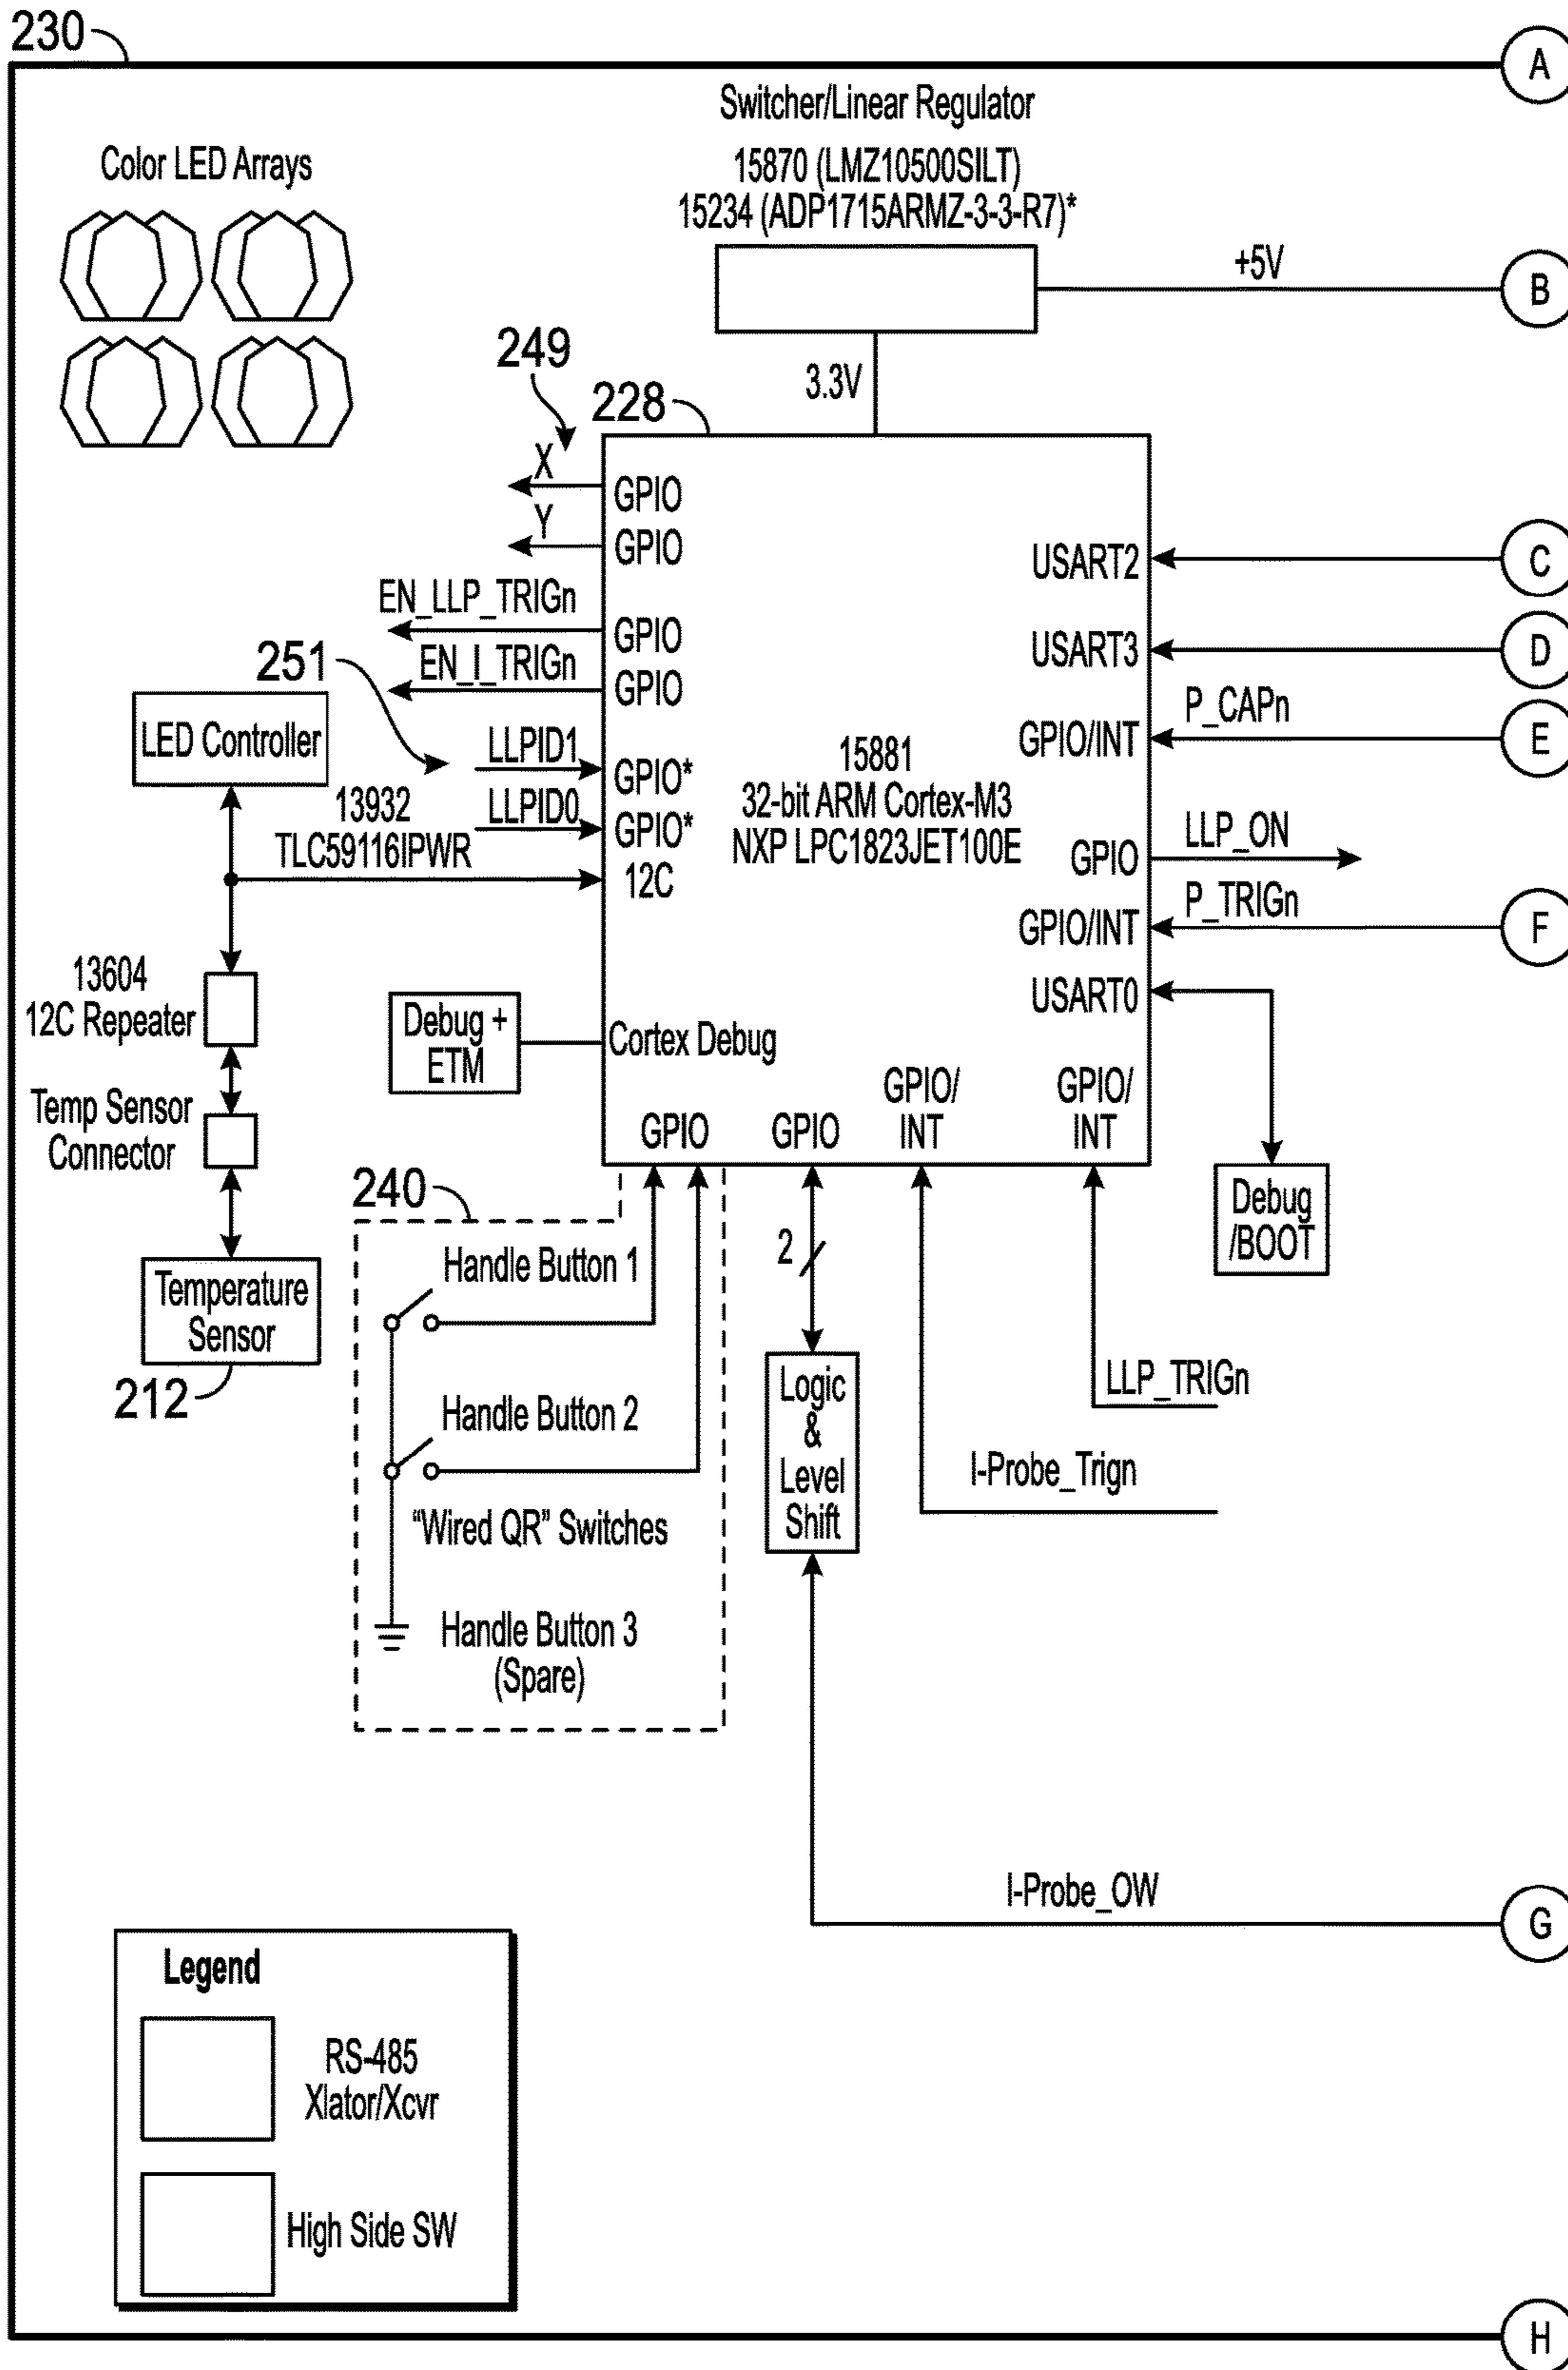 230
A
Switcher/Linear Regulator
15870 (LMZ10500SILT)
15234 (ADP1715ARMZ-3-3-R7)*
Color LED Arrays
+5V
B
249
3.3V
228
X
GPIO
Y
GPIO
USART2
C
EN_LLP_TRIGn
GPIO
USART3
D
251
EN_I_TRIGn
GPIO
P_CAPn
GPIO/INT
E
LED Controller
LLPID1
GPIO*
15881
32-bit ARM Cortex-M3
NXP LPC1823JET100E
13932
TLC59116IPWR
LLPID0
GPIO*
LLP_ON
GPIO
12C
P_TRIGn
GPIO/INT
F
13604
12C Repeater
USART0
Debug +
ETM
Cortex Debug
Temp Sensor
Connector
GPIO
GPIO
GPIO/
INT
GPIO/
INT
240
Debug
/BOOT
2
Handle Button 1
Temperature
Sensor
212
Logic
&
Level
Shift
LLP_TRIGn
Handle Button 2
I-Probe_Trign
“Wired QR” Switches
Handle Button 3
(Spare)
I-Probe_OW
G
Legend
RS-485
Xlator/Xcvr
High Side SW
H